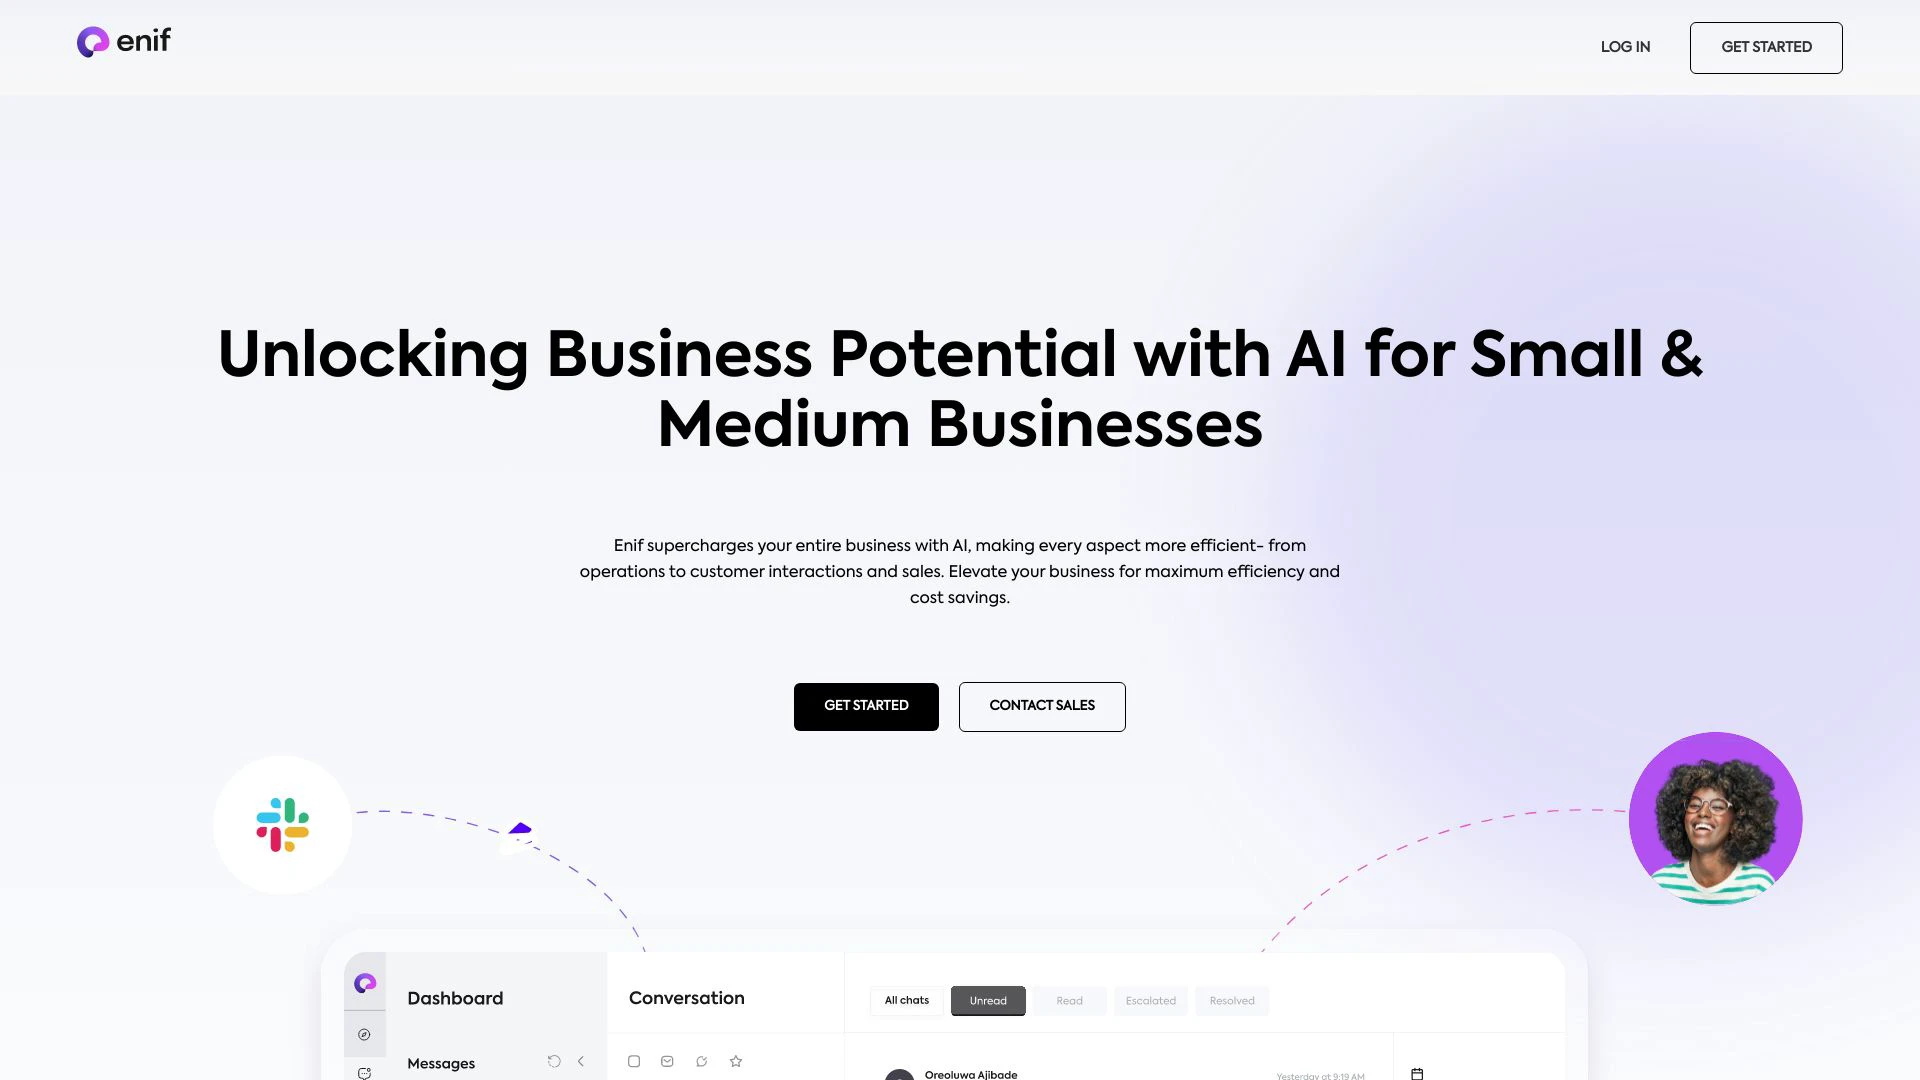 enif
LOG IN
GET STARTED
Unlocking Business Potential with AI for Small &
Medium Businesses
Enif supercharges your entire business with AI, making every aspect more efficient- from
operations to customer interactions and sales. Elevate your business for maximum efficiency and
cost savings.
GET STARTED
CONTACT SALES
Dashboard
Conversation
All chats
Unread
Read
Escalated
Resolved
Messages
Oreoluwa Ajibade
Yesterday at 9:19 AM